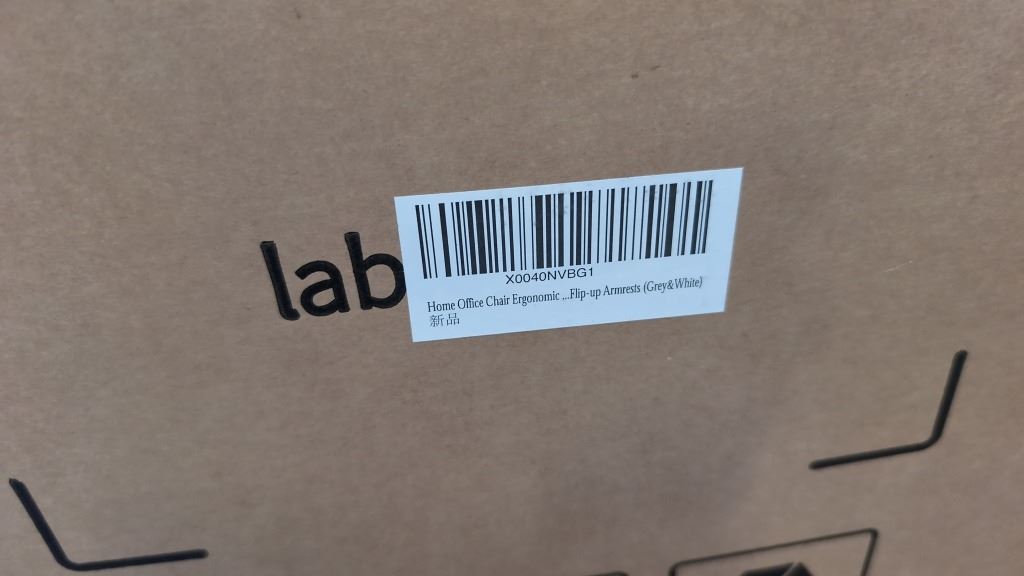 lab
X0040NVBG1
Home Office Chair Ergonomic ...Flip-up Armrests (Grey&White)
新品